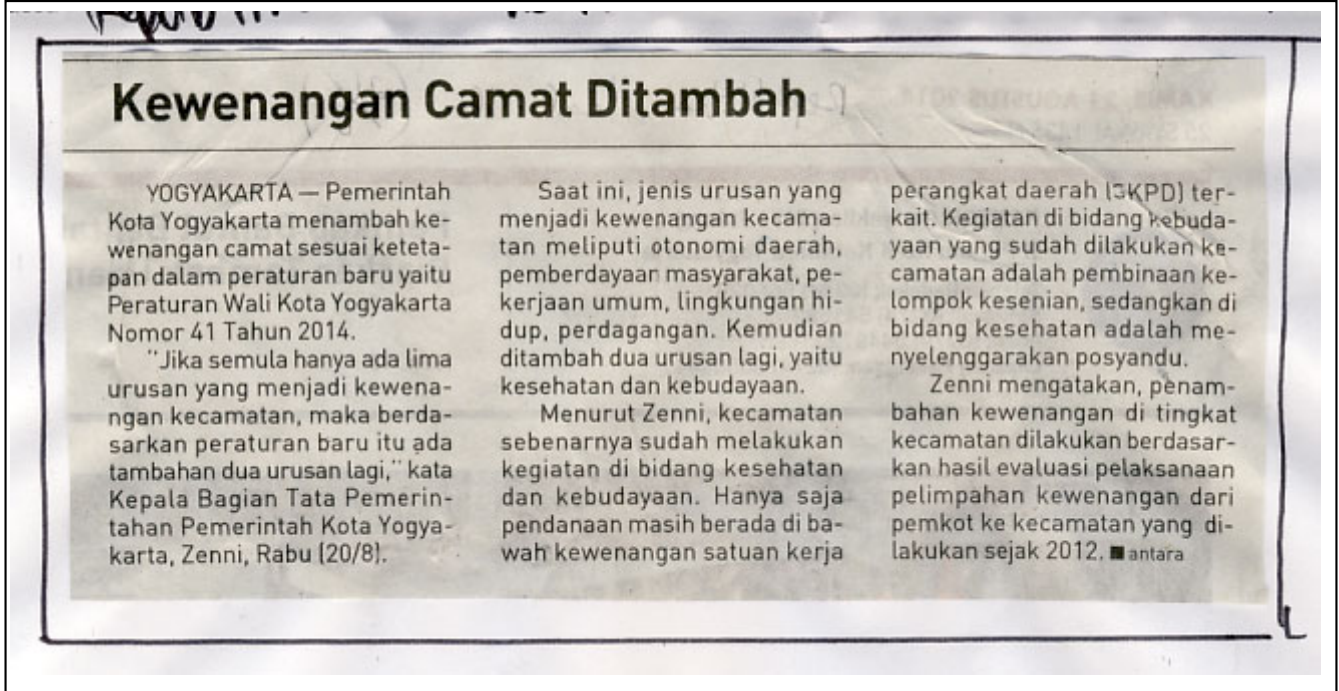 Kewenangan Camat Ditambah
YOGYAKARTA — Pemerintah
Kota Yogyakarta menambah ke-
wenangan camat sesuai keteta-
pan dalam peraturan baru yaitu
Peraturan Wali Kota Yogyakarta
Nomor 41 Tahun 2014.
"Jika semula hanya ada lima
urusan yang menjadi kewena-
ngan kecamatan, maka berda-
sarkan peraturan baru itu ada
tambahan dua urusan lagi," kata
Kepala Bagian Tata Pemerin-
tahan Pemerintah Kota Yogya-
karta, Zenni, Rabu (20/8).
Saat ini, jenis urusan yang
menjadi kewenangan kecama-
tan meliputi otonomi daerah,
pemberdayaan masyarakat, pe-
kerjaan umum, lingkungan hi-
dup, perdagangan. Kemudian
ditambah dua urusan lagi, yaitu
kesehatan dan kebudayaan.
Menurut Zenni, kecamatan
sebenarnya sudah melakukan
kegiatan di bidang kesehatan
dan kebudayaan. Hanya saja
pendanaan masih berada di ba-
wah kewenangan satuan kerja
perangkat daerah (SKPD) ter-
kait. Kegiatan di bidang kebuda-
yaan yang sudah dilakukan ke-
camatan adalah pembinaan ke-
lompok kesenian, sedangkan di
bidang kesehatan adalah me-
nyelenggarakan posyandu.
Zenni mengatakan, penam-
bahan kewenangan di tingkat
kecamatan dilakukan berdasar-
kan hasil evaluasi pelaksanaan
pelimpahan kewenangan dari
pemkot ke kecamatan yang di-
lakukan sejak 2012. ■ antara